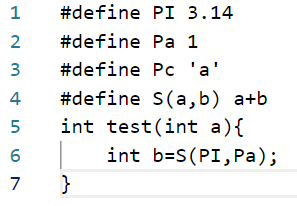 1 #define PI 3.14
2 #define Pa 1
3 #define Pc 'a'
4 #define S(a,b) a+b
5 int test(int a){
6     int b=S(PI,Pa);
7 }